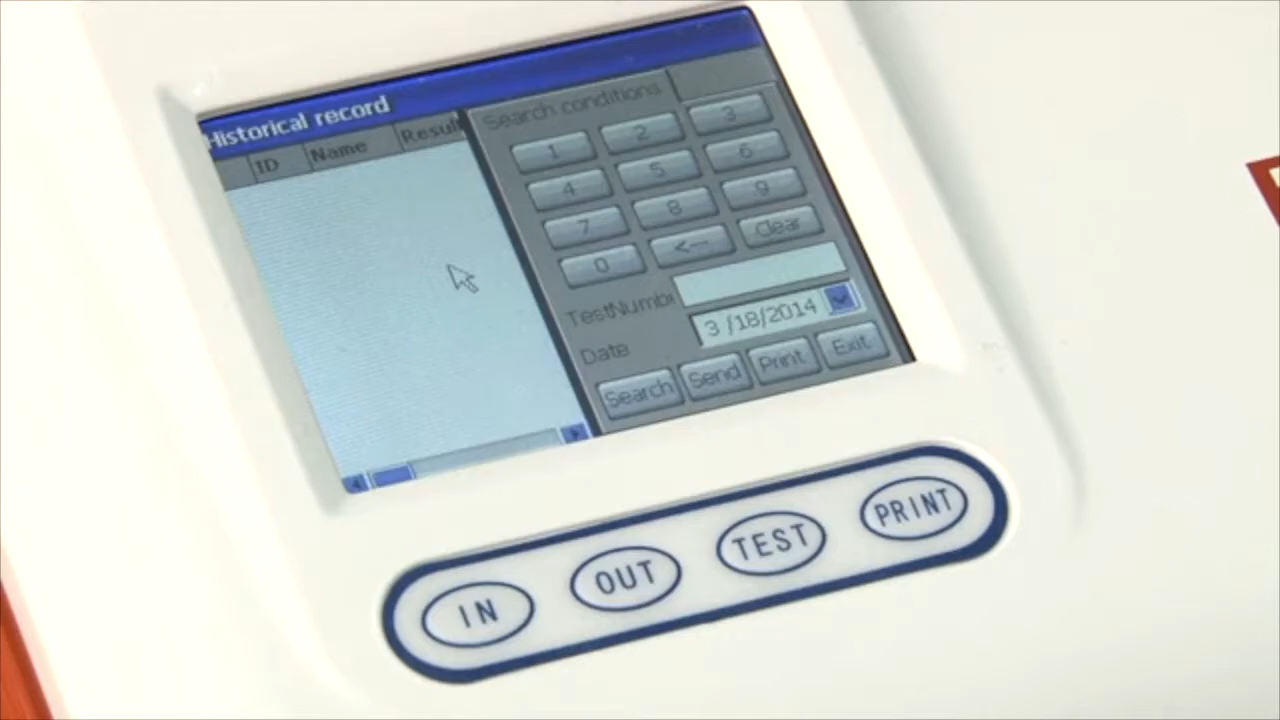 Historical record
ID Name Result
Search conditions
1 2 3
4 5 6
7 8 9
0 <-- Clear
TestNumb
Date 3 /18/2014
Search Send Print Exit
IN OUT TEST PRINT